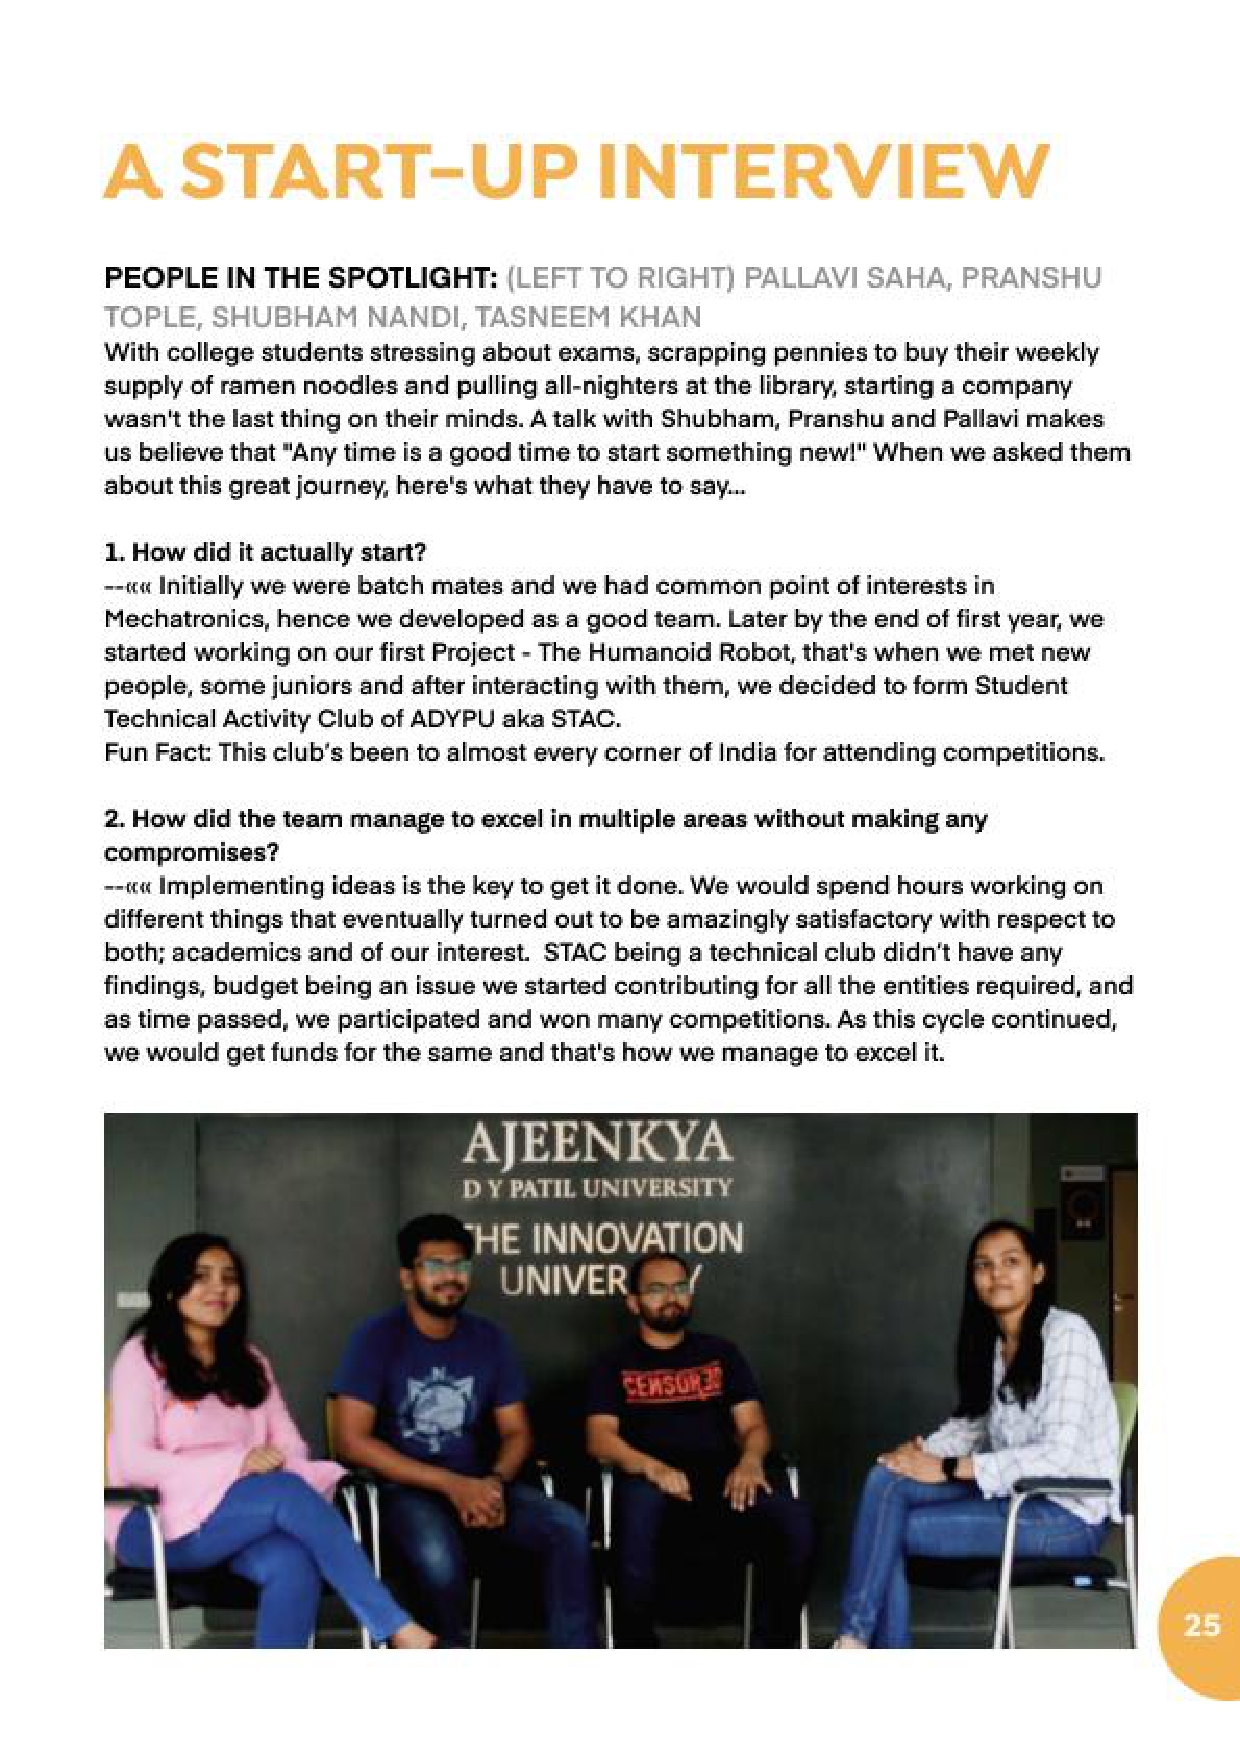 A START-UP INTERVIEW
PEOPLE IN THE SPOTLIGHT: (LEFT TO RIGHT) PALLAVI SAHA, PRANSHU
TOPLE, SHUBHAM NANDI, TASNEEM KHAN
With college students stressing about exams, scrapping pennies to buy their weekly
supply of ramen noodles and pulling all-nighters at the library, starting a company
wasn't the last thing on their minds. A talk with Shubham, Pranshu and Pallavi makes
us believe that "Any time is a good time to start something new!" When we asked them
about this great journey, here's what they have to say...
1. How did it actually start?
--«« Initially we were batch mates and we had common point of interests in
Mechatronics, hence we developed as a good team. Later by the end of first year, we
started working on our first Project - The Humanoid Robot, that's when we met new
people, some juniors and after interacting with them, we decided to form Student
Technical Activity Club of ADYPU aka STAC.
Fun Fact: This club’s been to almost every corner of India for attending competitions.
2. How did the team manage to excel in multiple areas without making any
compromises?
--«« Implementing ideas is the key to get it done. We would spend hours working on
different things that eventually turned out to be amazingly satisfactory with respect to
both; academics and of our interest.  STAC being a technical club didn’t have any
findings, budget being an issue we started contributing for all the entities required, and
as time passed, we participated and won many competitions. As this cycle continued,
we would get funds for the same and that's how we manage to excel it.
AJEENKYA
D Y PATIL UNIVERSITY
HE INNOVATION
UNIVER Y
N
S
CENSOR3D
25